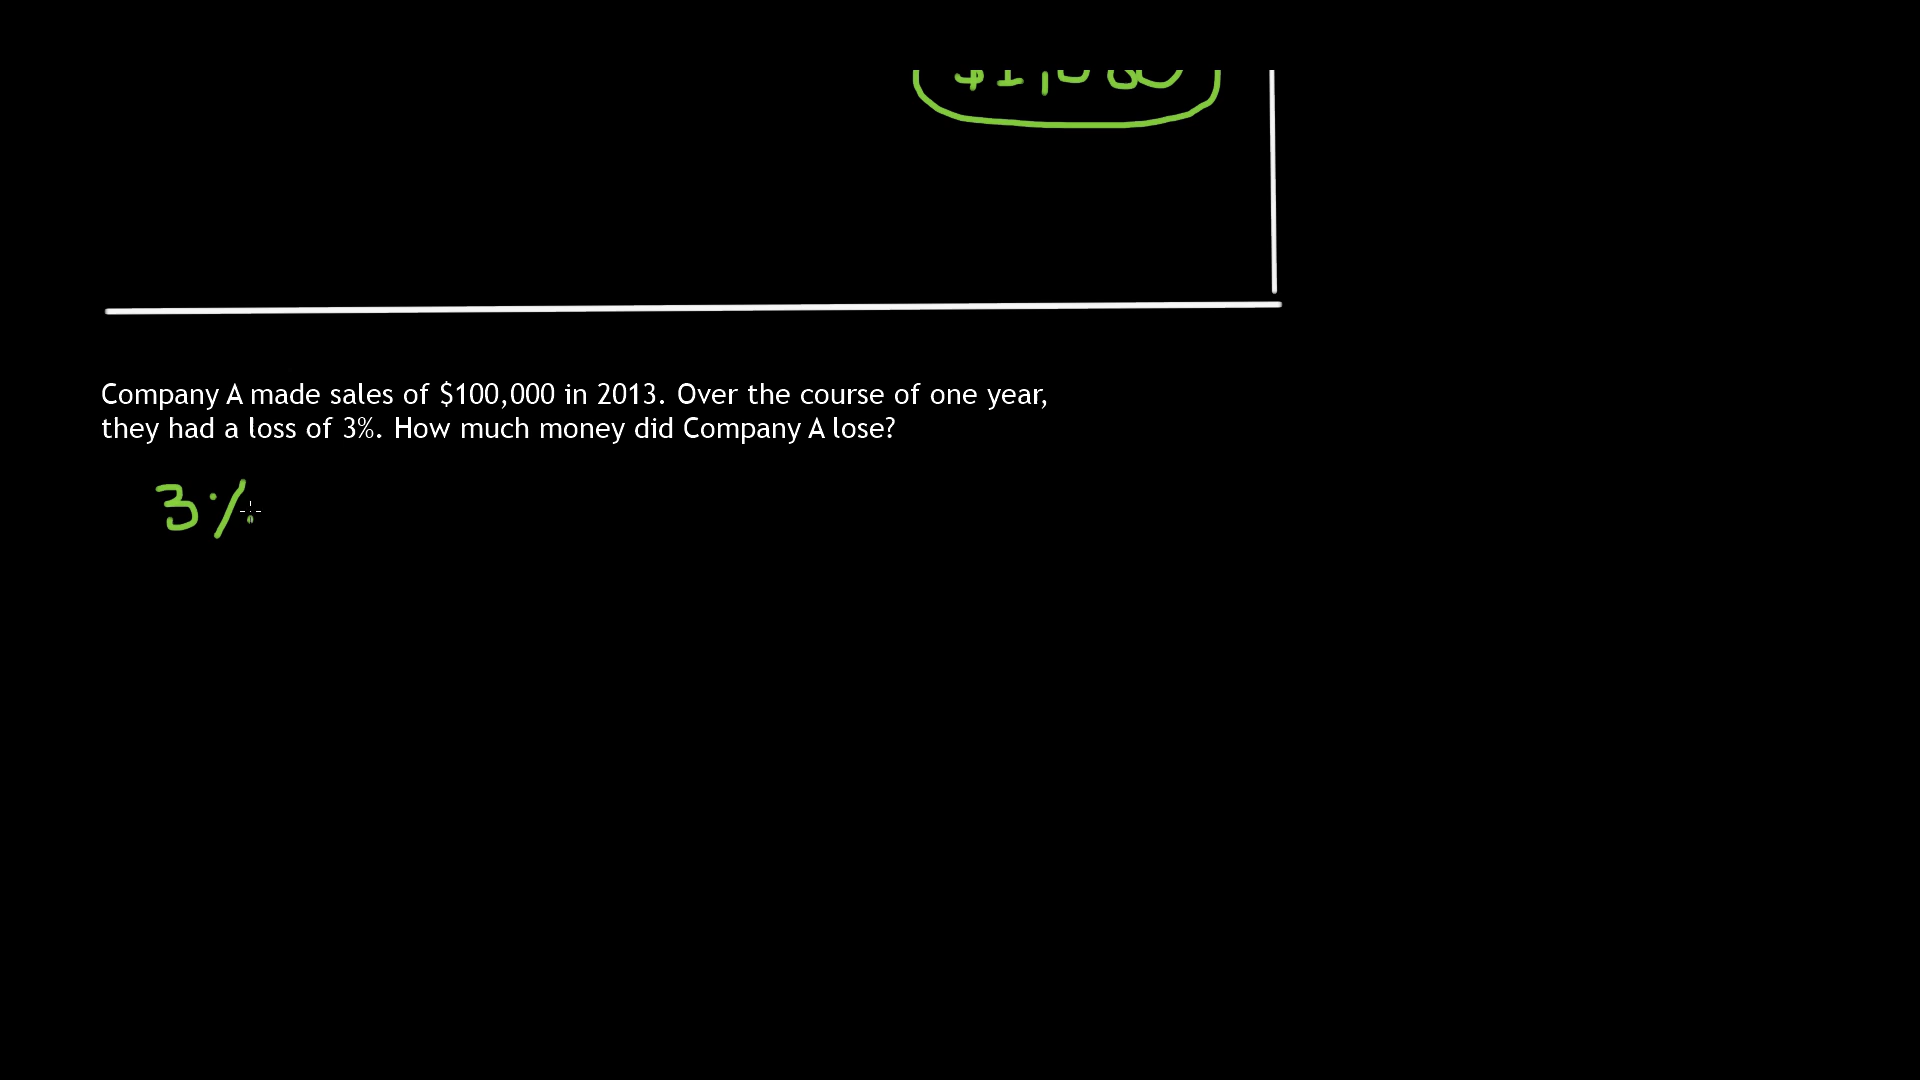 Company A made sales of $100,000 in 2013. Over the course of one year,
they had a loss of 3%. How much money did Company A lose?
3%